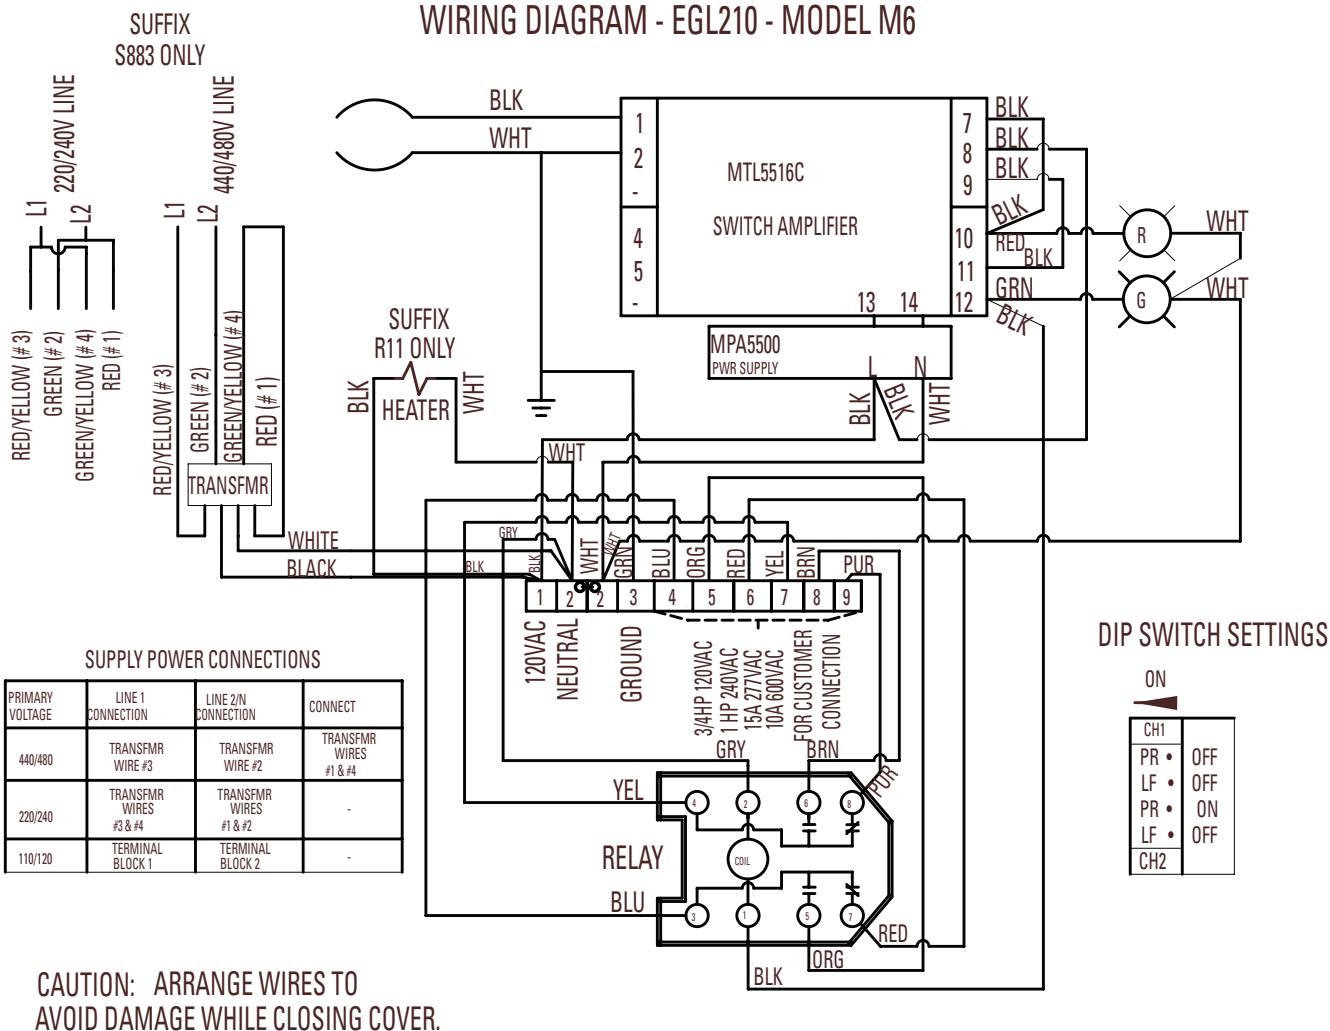 WIRING DIAGRAM - EGL210 - MODEL M6
SUFFIX
S883 ONLY
220/240V LINE
440/480V LINE
L1
L2
L1
L2
RED/YELLOW (# 3)
GREEN (# 2)
GREEN/YELLOW (# 4)
RED (# 1)
RED/YELLOW (# 3)
GREEN (# 2)
GREEN/YELLOW (# 4)
RED (# 1)
TRANSFMR
WHITE
BLACK
BLK
WHT
1
2
-
4
5
-
MTL5516C
SWITCH AMPLIFIER
7
8
9
10
11
12
13
14
BLK
BLK
BLK
BLK
RED
BLK
GRN
BLK
R
WHT
G
WHT
MPA5500
PWR SUPPLY
L
N
BLK
BLK
WHT
SUFFIX
R11 ONLY
BLK
HEATER
WHT
WHT
GRY
BLK
BLK
WHT
WHT
GRN
BLU
ORG
RED
YEL
BRN
PUR
1
2
2
3
4
5
6
7
8
9
120VAC
NEUTRAL
GROUND
3/4HP 120VAC
1 HP 240VAC
15A 277VAC
10A 600VAC
FOR CUSTOMER
CONNECTION
GRY
BRN
PUR
YEL
RELAY
BLU
4
2
6
8
COIL
3
1
5
7
RED
ORG
BLK
SUPPLY POWER CONNECTIONS
PRIMARY
VOLTAGE
LINE 1
CONNECTION
LINE 2/N
CONNECTION
CONNECT
440/480
TRANSFMR
WIRE #3
TRANSFMR
WIRE #2
TRANSFMR
WIRES
#1 & #4
220/240
TRANSFMR
WIRES
#3 & #4
TRANSFMR
WIRES
#1 & #2
-
110/120
TERMINAL
BLOCK 1
TERMINAL
BLOCK 2
-
DIP SWITCH SETTINGS
ON
CH1
PR • OFF
LF • OFF
PR • ON
LF • OFF
CH2
CAUTION: ARRANGE WIRES TO
AVOID DAMAGE WHILE CLOSING COVER.